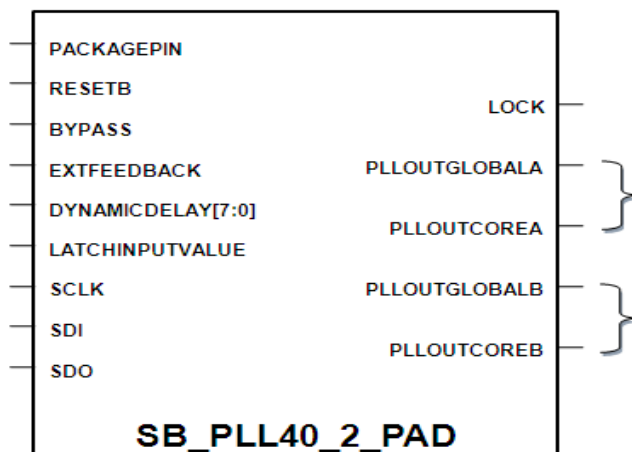 PACKAGEPIN
RESETB
BYPASS
EXTFEEDBACK
DYNAMICDELAY[7:0]
LATCHINPUTVALUE
SCLK
SDI
SDO
LOCK
PLLOUTGLOBALA
PLLOUTCOREA
PLLOUTGLOBALB
PLLOUTCOREB
SB_PLL40_2_PAD